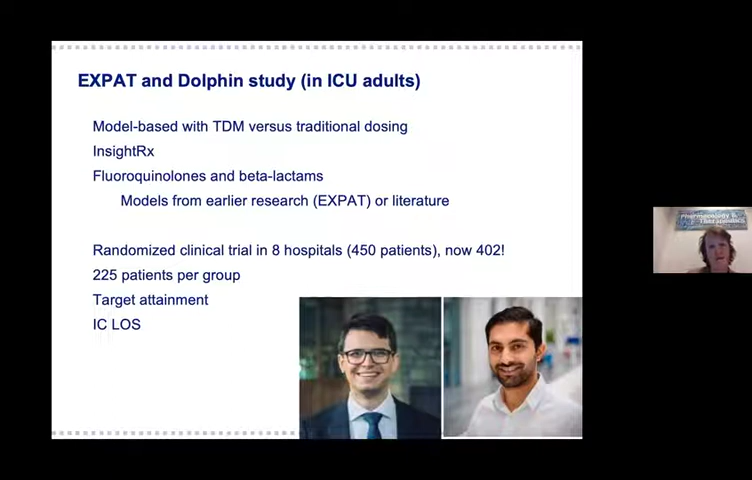 EXPAT and Dolphin study (in ICU adults)
Model-based with TDM versus traditional dosing
InsightRx
Fluoroquinolones and beta-lactams
Models from earlier research (EXPAT) or literature
Randomized clinical trial in 8 hospitals (450 patients), now 402!
225 patients per group
Target attainment
IC LOS
Pharmacology &